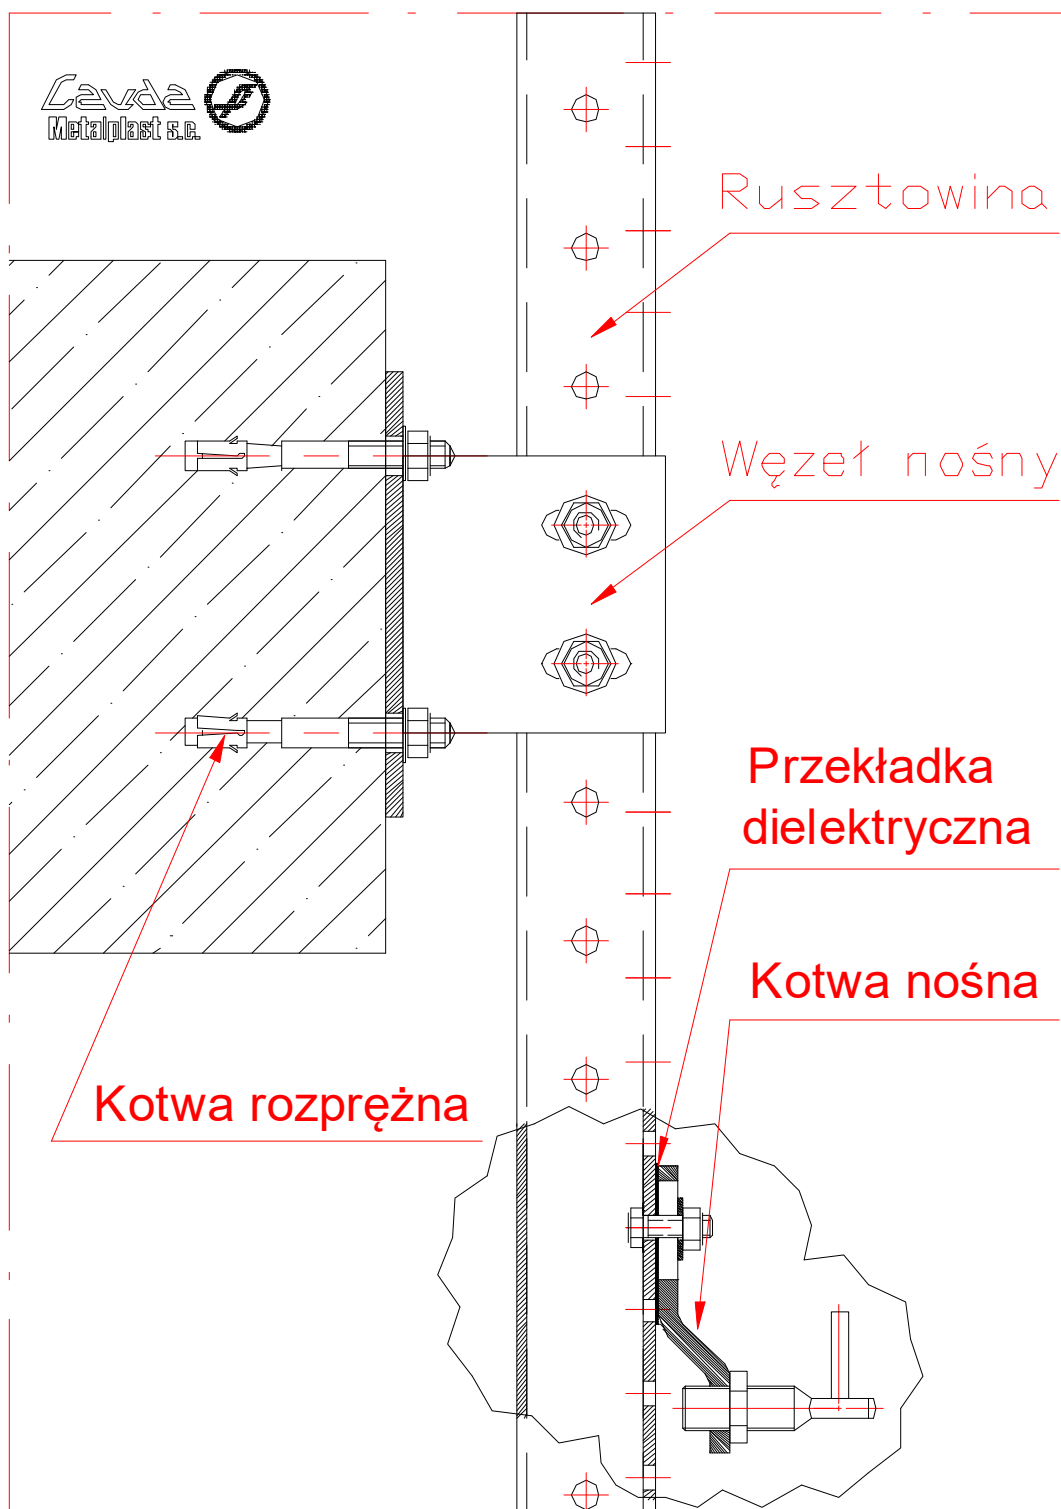 Cavda
Metalplast s.c.
Rusztowina
Węzeł nośny
Przekładka
dielektryczna
Kotwa nośna
Kotwa rozprężna